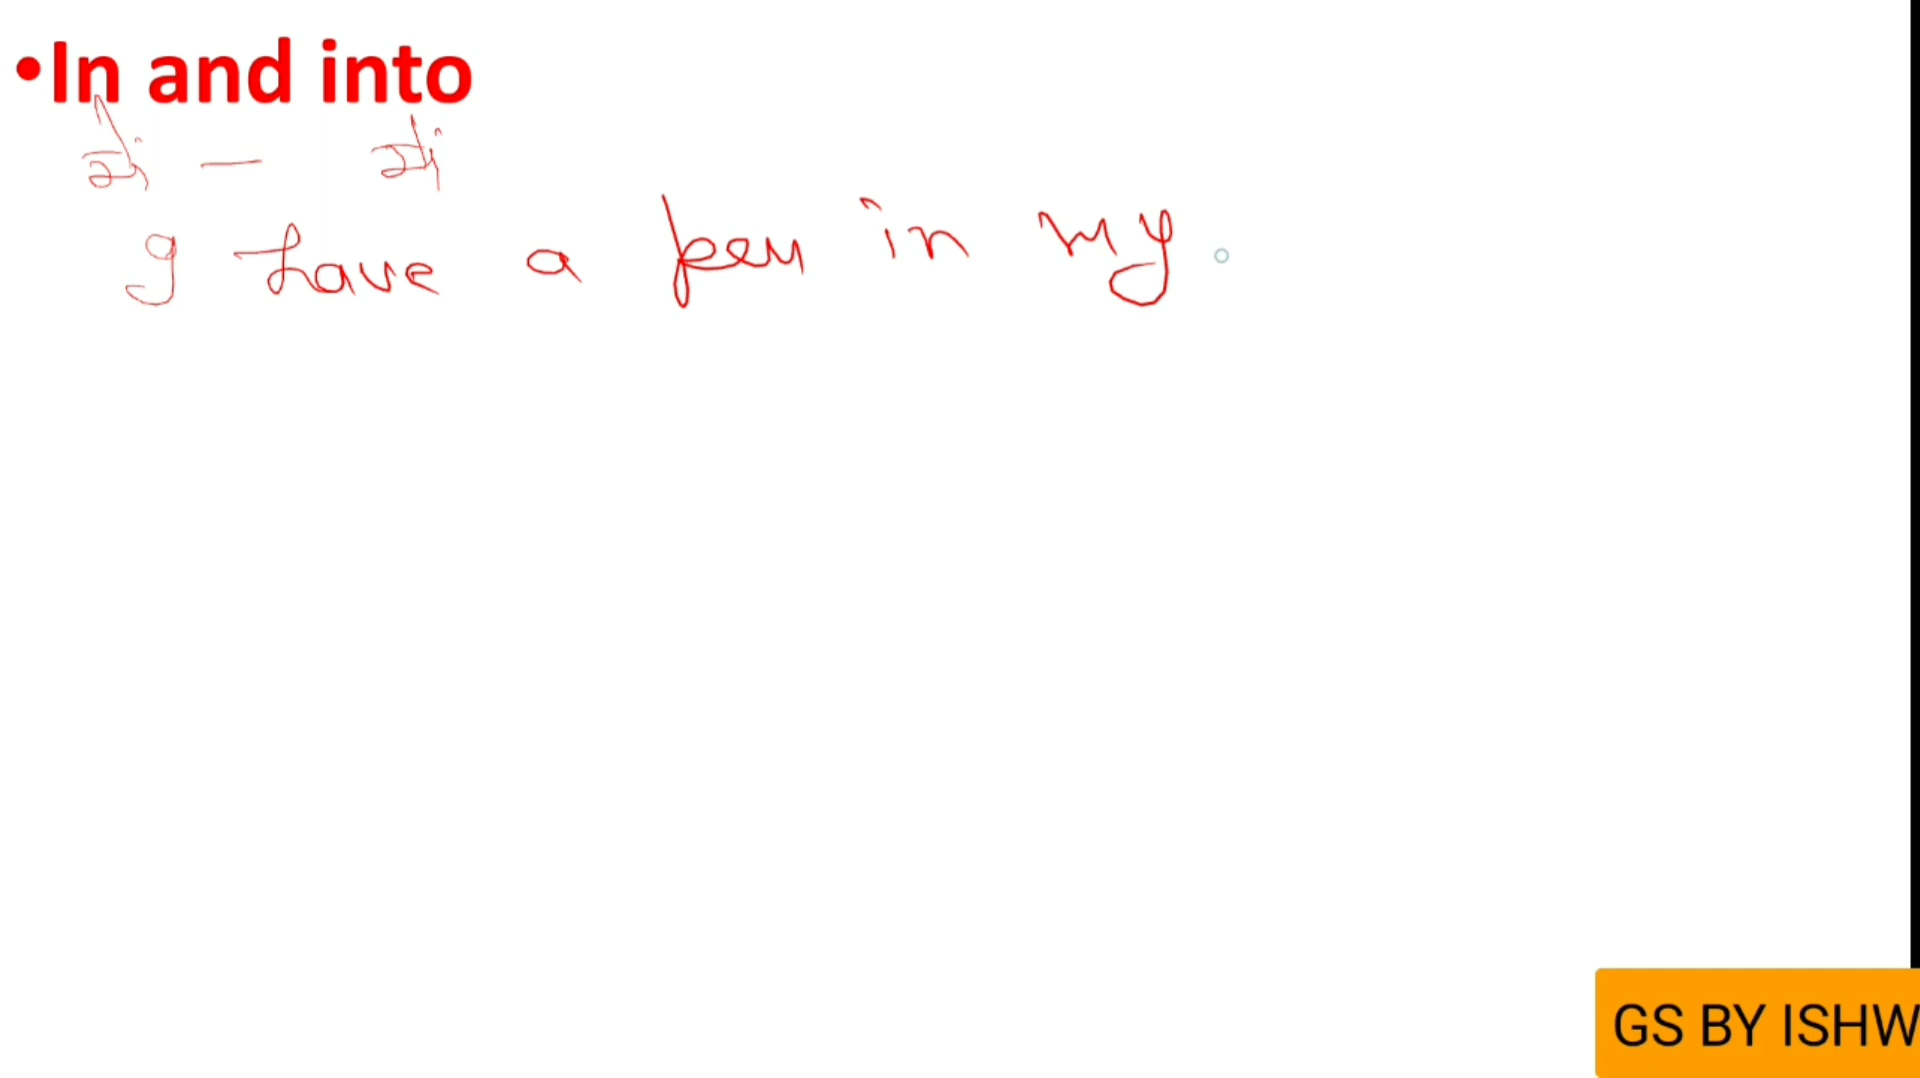 •In and into
में — में
I have a pen in my
GS BY ISHW